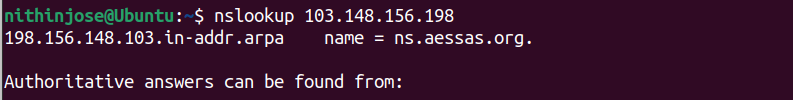 nithinjose@Ubuntu:~$ nslookup 103.148.156.198
198.156.148.103.in-addr.arpa    name = ns.aessas.org.
Authoritative answers can be found from: